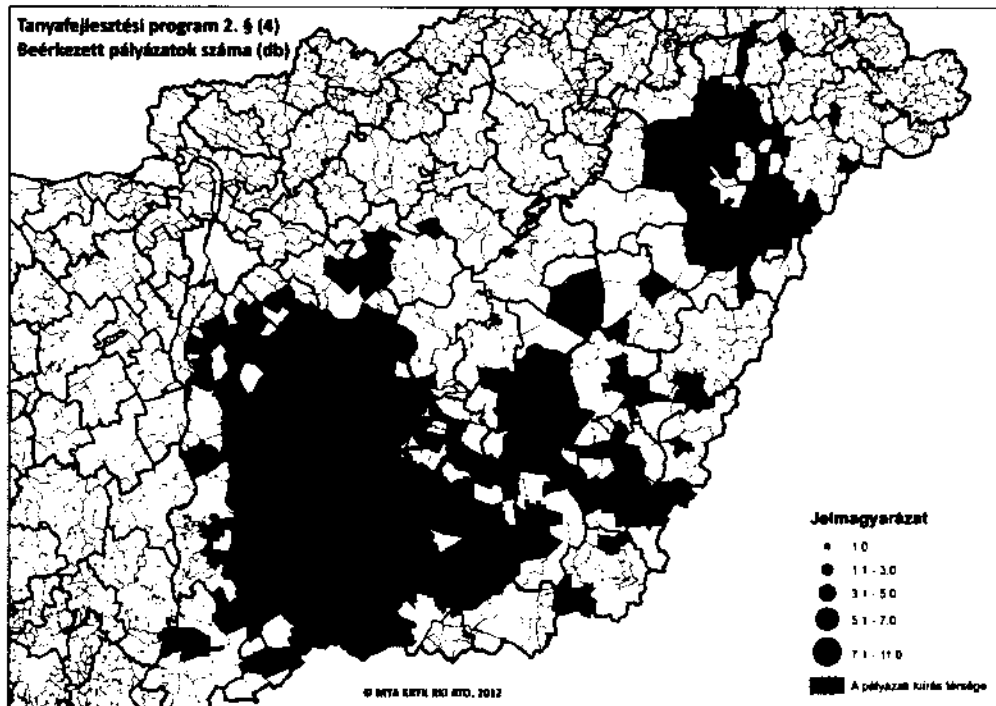 Tanyafejlesztési program 2. § (4)
Beérkezett pályázatok száma (db)
Jelmagyarázat
1.0
1.1 - 3.0
3.1 - 5.0
5.1 - 7.0
7.1 - 11.0
A pályázati kiírás térsége
© MTA KRTK RKI ATO, 2012